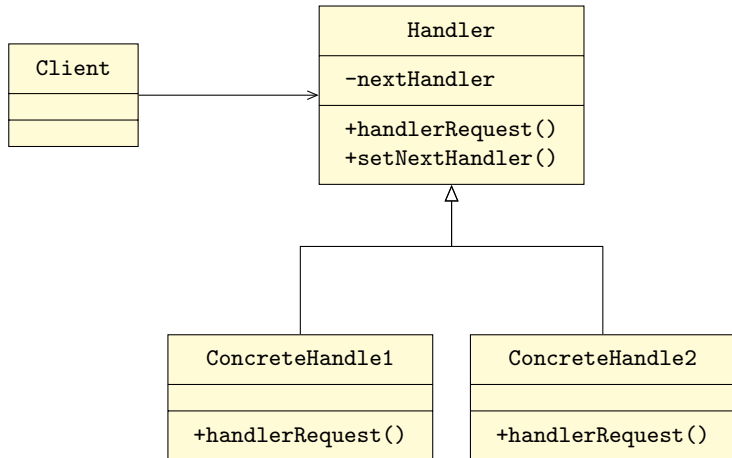 Client
Handler
-nextHandler
+handlerRequest()
+setNextHandler()
ConcreteHandle1
+handlerRequest()
ConcreteHandle2
+handlerRequest()